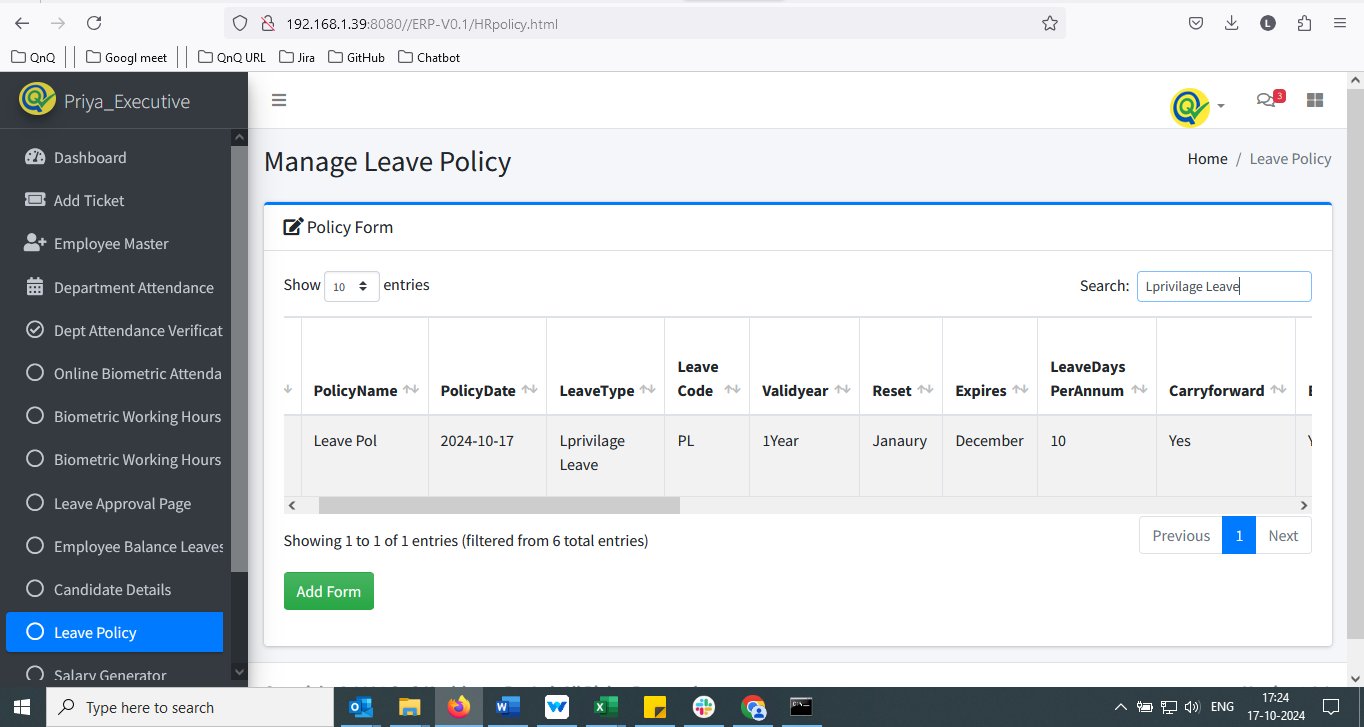 192.168.1.39:8080//ERP-V0.1/HRpolicy.html
L
QnQ
Googl meet
QnQ URL
Jira
GitHub
Chatbot
Priya_Executive
3
Dashboard
Add Ticket
Employee Master
Department Attendance
Dept Attendance Verificat
Online Biometric Attenda
Biometric Working Hours
Biometric Working Hours
Leave Approval Page
Employee Balance Leaves
Candidate Details
Leave Policy
Salary Generator
Manage Leave Policy
Home / Leave Policy
Policy Form
Show 10 entries
Search: Lprivilage Leave
PolicyName PolicyDate LeaveType Leave Code Validyear Reset Expires LeaveDays PerAnnum Carryforward
Leave Pol 2024-10-17 Lprivilage Leave PL 1Year Janaury December 10 Yes
Showing 1 to 1 of 1 entries (filtered from 6 total entries)
Previous 1 Next
Add Form
Type here to search
ENG
17:24
17-10-2024